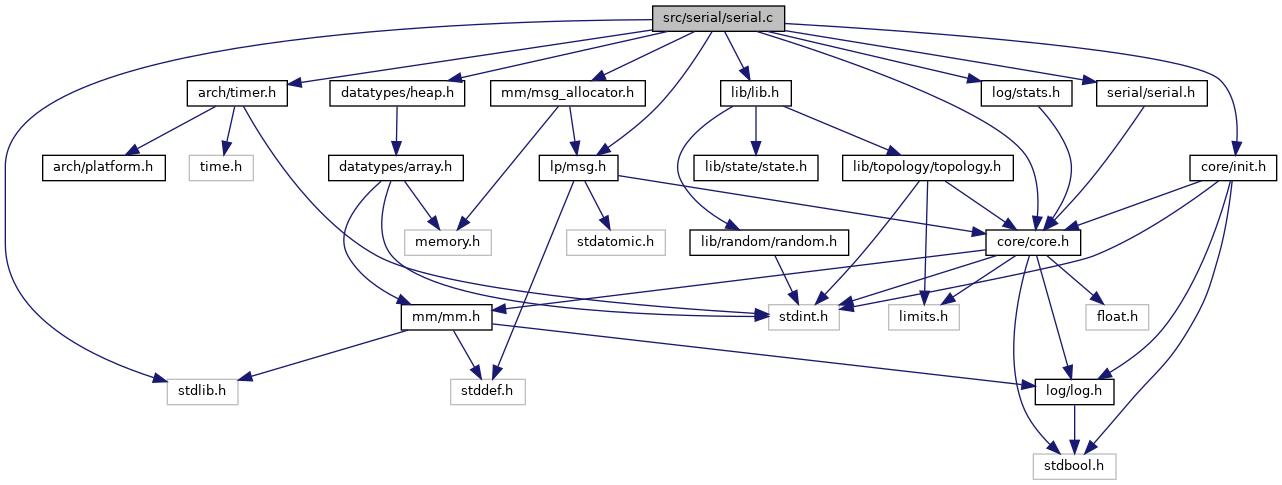 src/serial/serial.c
arch/timer.h
datatypes/heap.h
mm/msg_allocator.h
lib/lib.h
log/stats.h
serial/serial.h
arch/platform.h
time.h
datatypes/array.h
lp/msg.h
lib/state/state.h
lib/topology/topology.h
core/init.h
memory.h
stdatomic.h
lib/random/random.h
core/core.h
mm/mm.h
stdint.h
limits.h
float.h
stdlib.h
stddef.h
log/log.h
stdbool.h